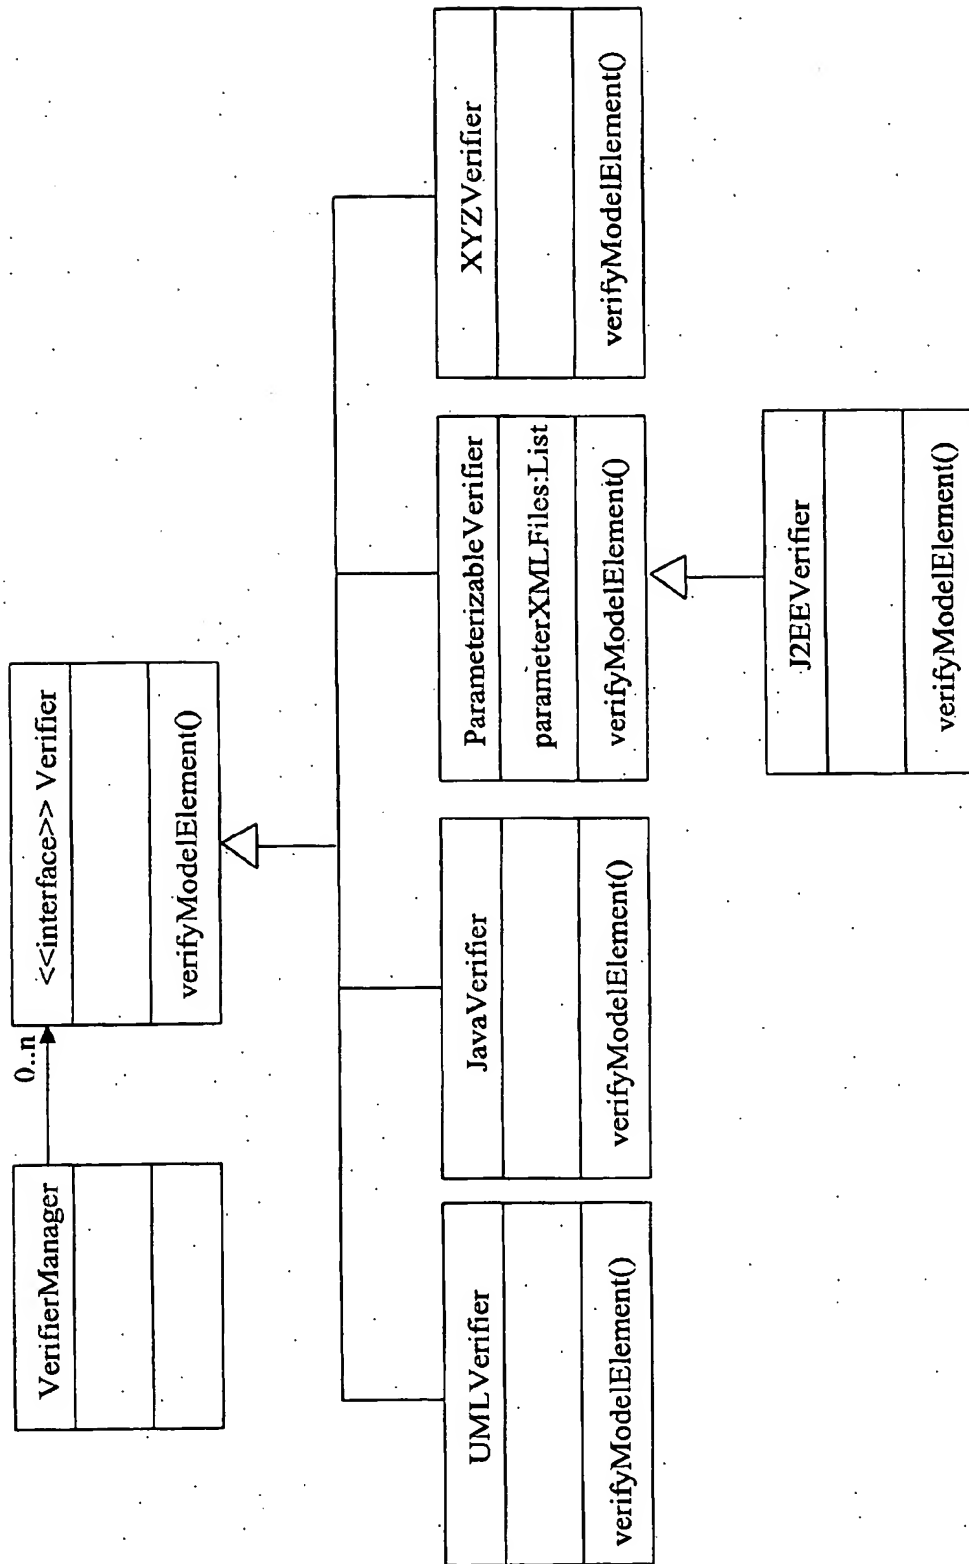 VerifierManager
0..n
<<interface>> Verifier
verifyModelElement()
UMLVerifier
verifyModelElement()
JavaVerifier
verifyModelElement()
ParameterizableVerifier
parameterXMLFiles:List
verifyModelElement()
XYZVerifier
verifyModelElement()
J2EEVerifier
verifyModelElement()